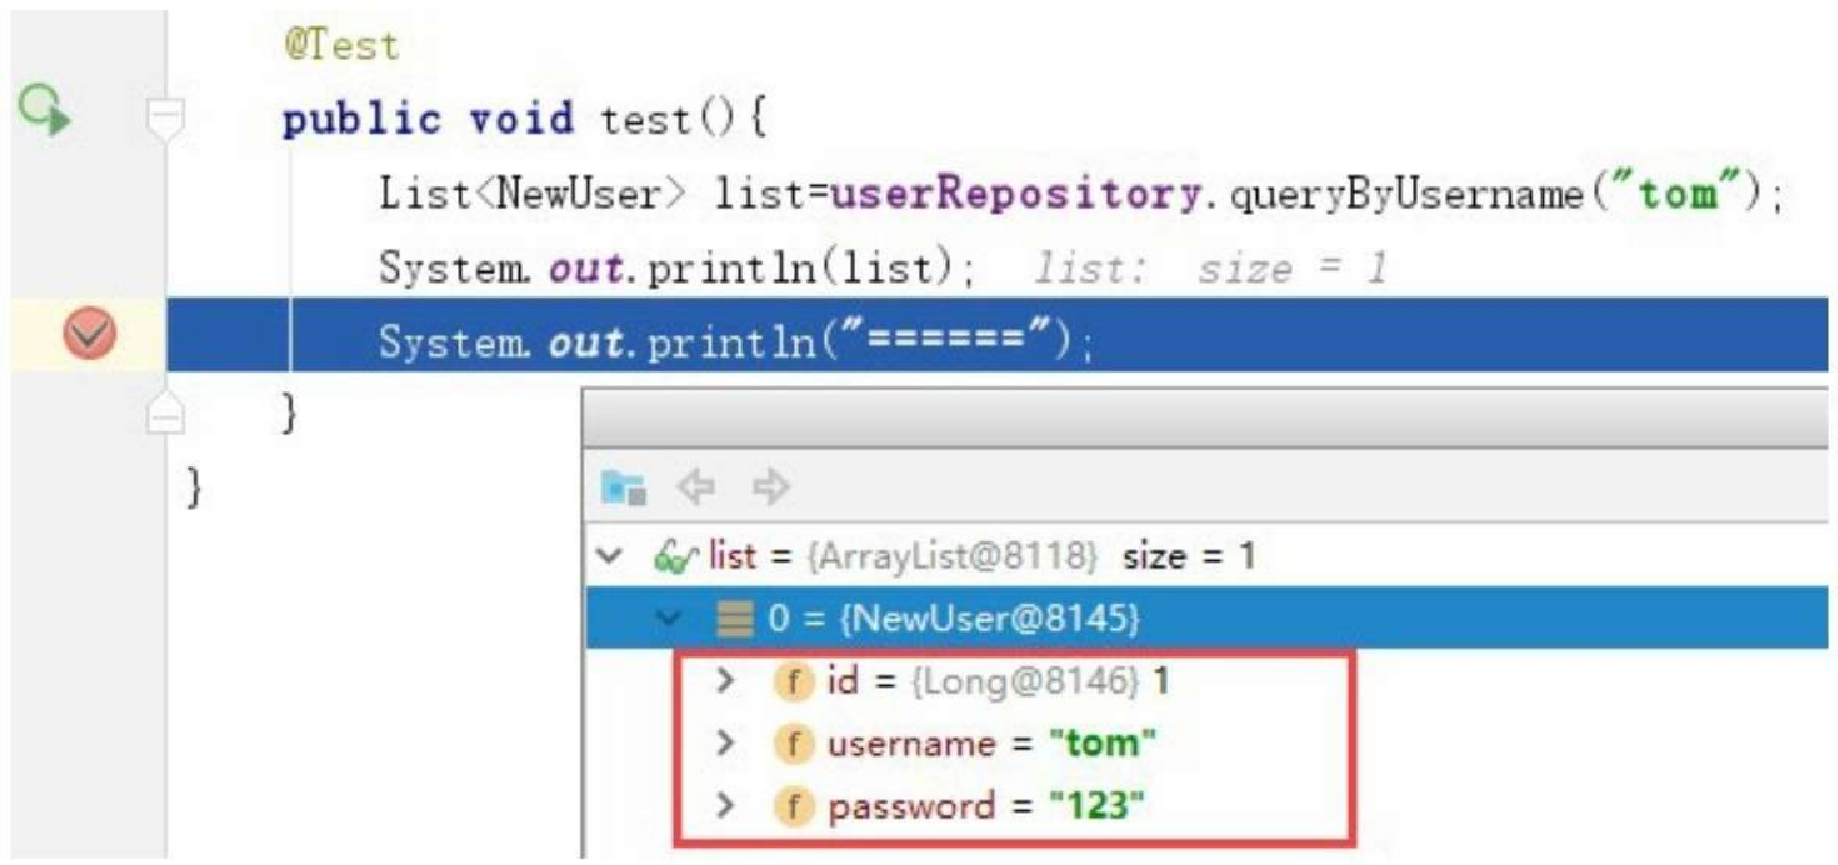 @Test
public void test(){
List<NewUser> list=userRepository.queryByUsername("tom");
System.out.println(list);  list:  size = 1
System.out.println("======");
}
}
list = {ArrayList@8118}  size = 1
0 = {NewUser@8145}
f id = {Long@8146} 1
f username = "tom"
f password = "123"